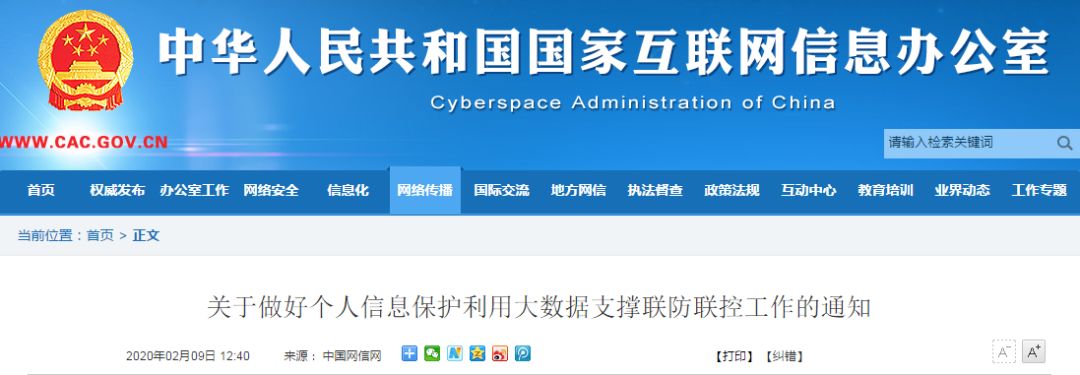 中华人民共和国国家互联网信息办公室
Cyberspace Administration of China
WWW.CAC.GOV.CN
请输入检索关键词
首页 权威发布 办公室工作 网络安全 信息化 网络传播 国际交流 地方网信 执法督查 政策法规 互动中心 教育培训 业界动态 工作专题
当前位置：首页 > 正文
关于做好个人信息保护利用大数据支撑联防联控工作的通知
2020年02月09日 12:40 来源： 中国网信网 【打印】【纠错】 A- A+